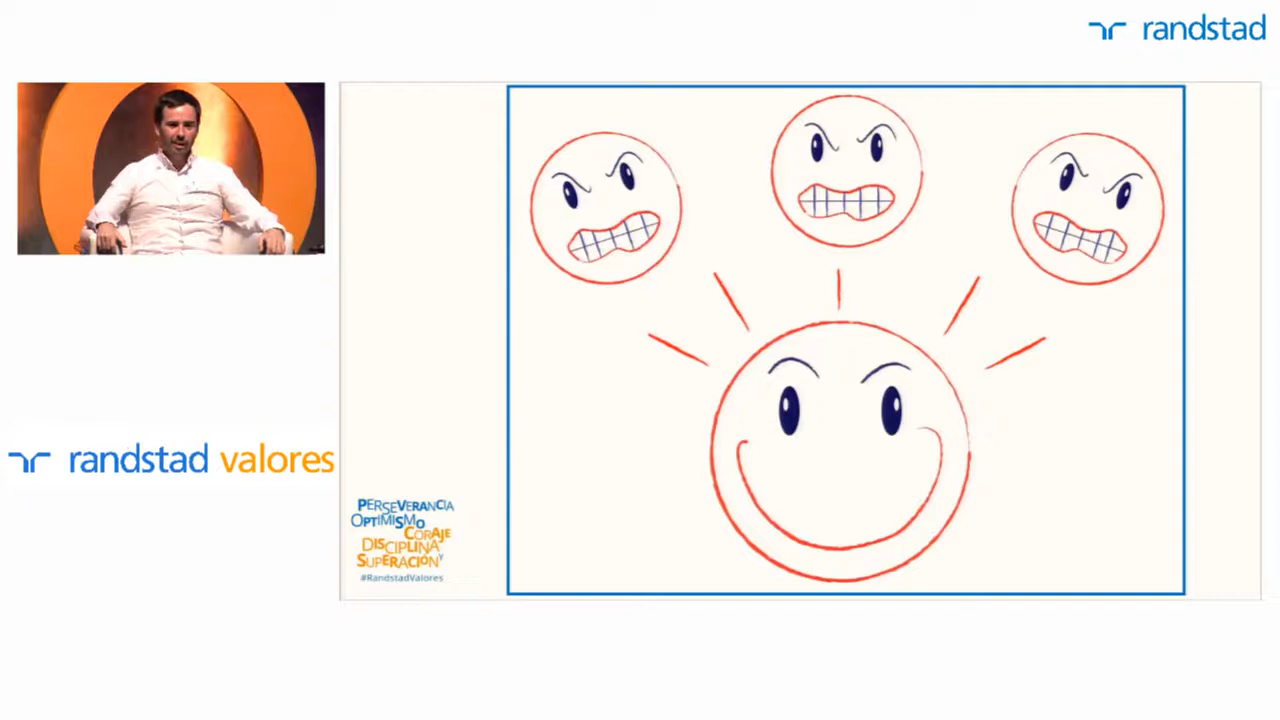 randstad
randstad valores
PERSEVERANCIA
OPTIMISMO
CORAJE
DISCIPLINA
Y
SUPERACIÓN
#RandstadValores